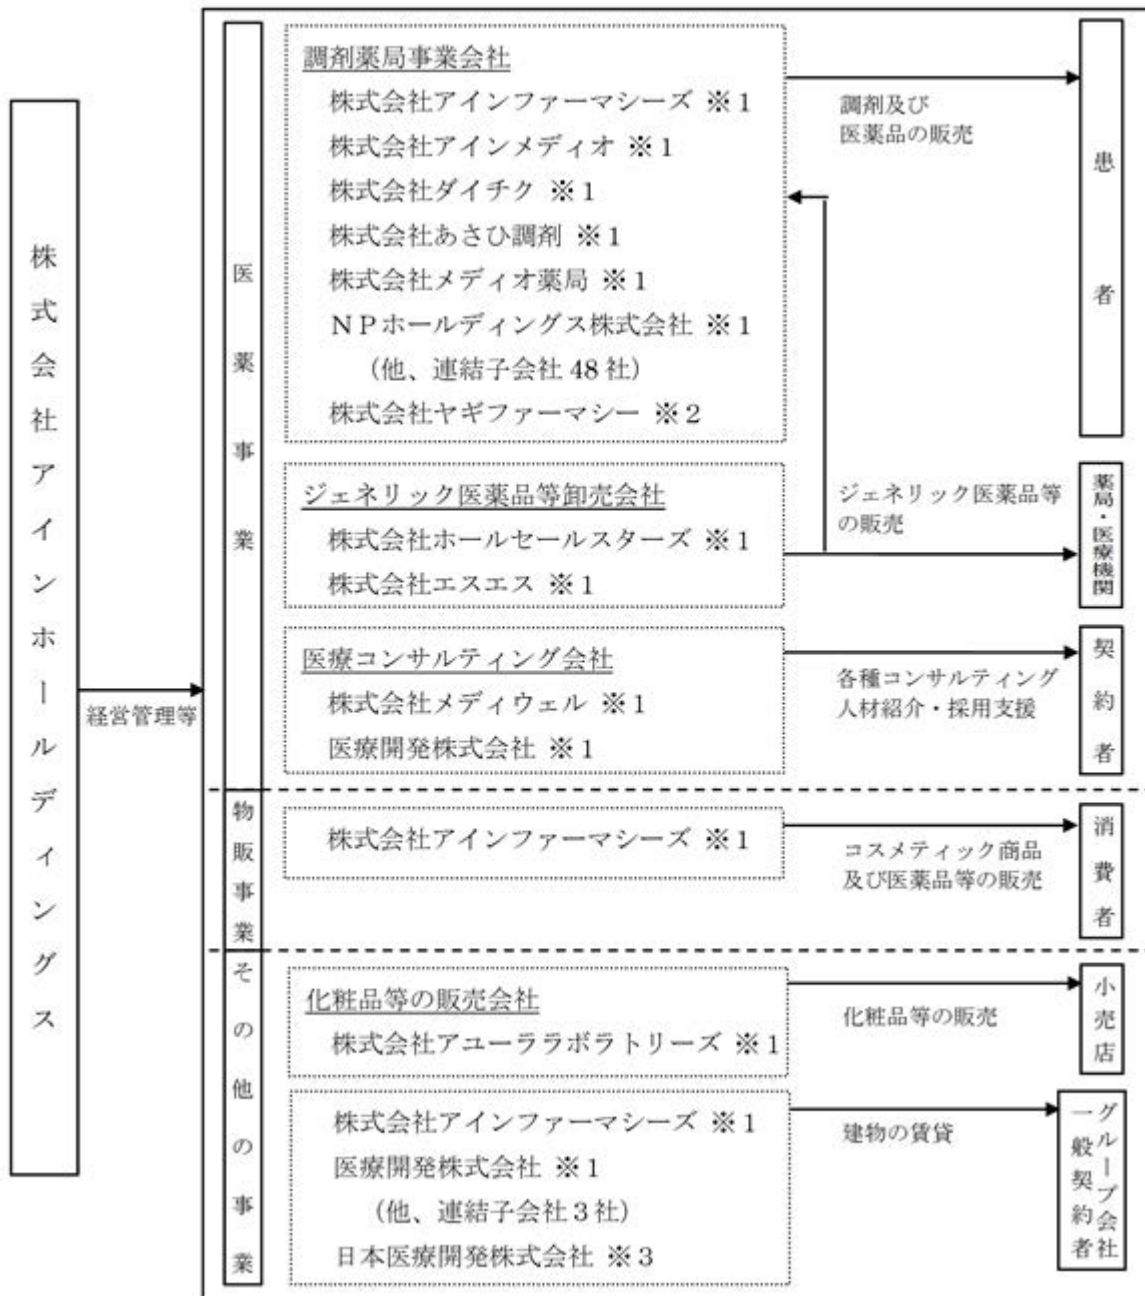 株式会社アインホールディングス
経営管理等
医薬事業
調剤薬局事業会社
株式会社アインファーマシーズ ※1
株式会社アインメディオ ※1
株式会社ダイチク ※1
株式会社あさひ調剤 ※1
株式会社メディオ薬局 ※1
ＮＰホールディングス株式会社 ※1
（他、連結子会社 48 社）
株式会社ヤギファーマシー ※2
調剤及び
医薬品の販売
患者
ジェネリック医薬品等卸売会社
株式会社ホールセールスターズ ※1
株式会社エスエス ※1
ジェネリック医薬品等
の販売
薬局・医療機関
医療コンサルティング会社
株式会社メディウェル ※1
医療開発株式会社 ※1
各種コンサルティング
人材紹介・採用支援
契約者
物販事業
株式会社アインファーマシーズ ※1
コスメティック商品
及び医薬品等の販売
消費者
その他の事業
化粧品等の販売会社
株式会社アユーララボラトリーズ ※1
化粧品等の販売
小売店
株式会社アインファーマシーズ ※1
医療開発株式会社 ※1
（他、連結子会社３社）
日本医療開発株式会社 ※3
建物の賃貸
グループ会社
一般契約者